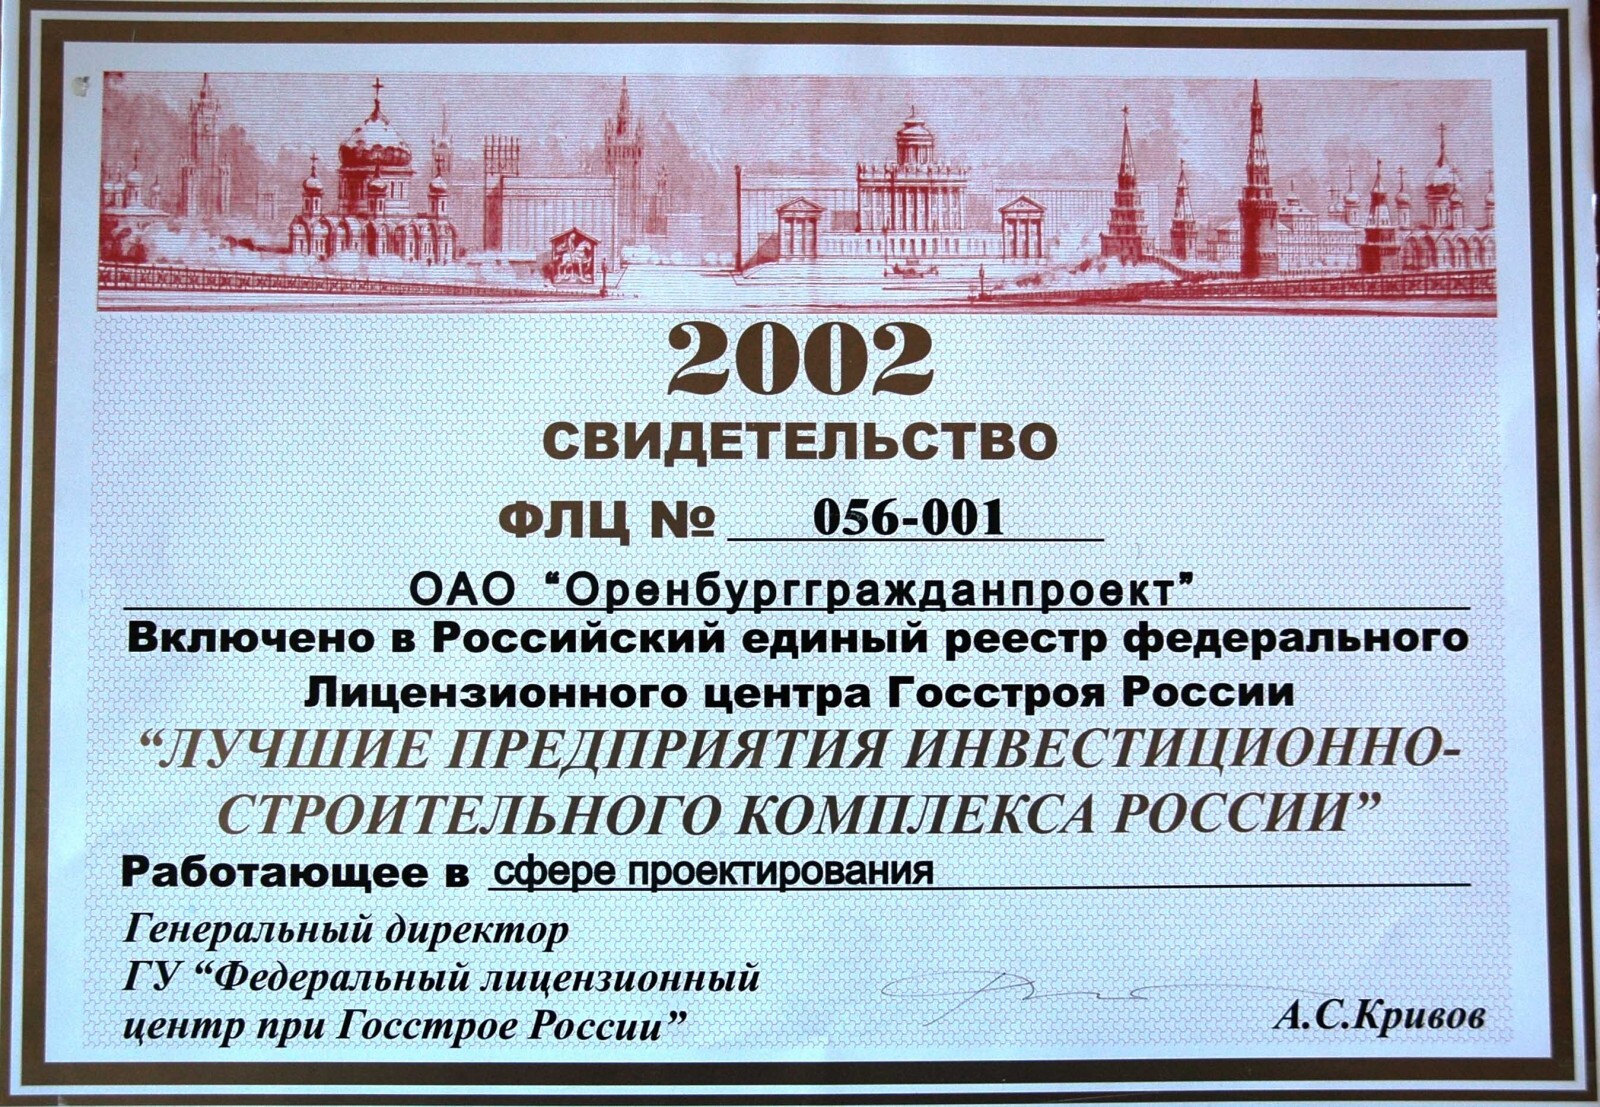 2002
СВИДЕТЕЛЬСТВО
ФЛЦ № 056-001
ОАО “Оренбурггражданпроект”
Включено в Российский единый реестр федерального
Лицензионного центра Госстроя России
“ЛУЧШИЕ ПРЕДПРИЯТИЯ ИНВЕСТИЦИОННО-
СТРОИТЕЛЬНОГО КОМПЛЕКСА РОССИИ”
Работающее в сфере проектирования
Генеральный директор
ГУ “Федеральный лицензионный
центр при Госстрое России”
А.С.Кривов